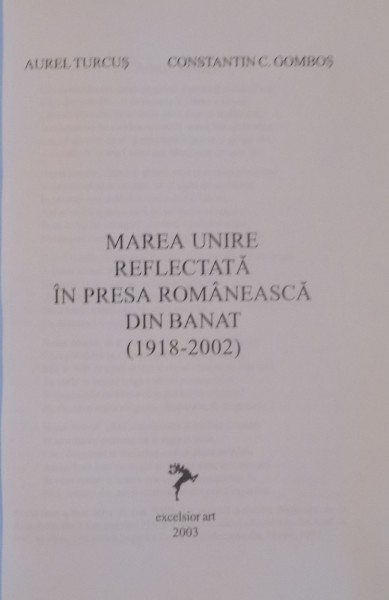 AUREL TURCUȘ CONSTANTIN C. GOMBOȘ
MAREA UNIRE
REFLECTATĂ
ÎN PRESA ROMÂNEASCĂ
DIN BANAT
(1918-2002)
excelsior art
2003